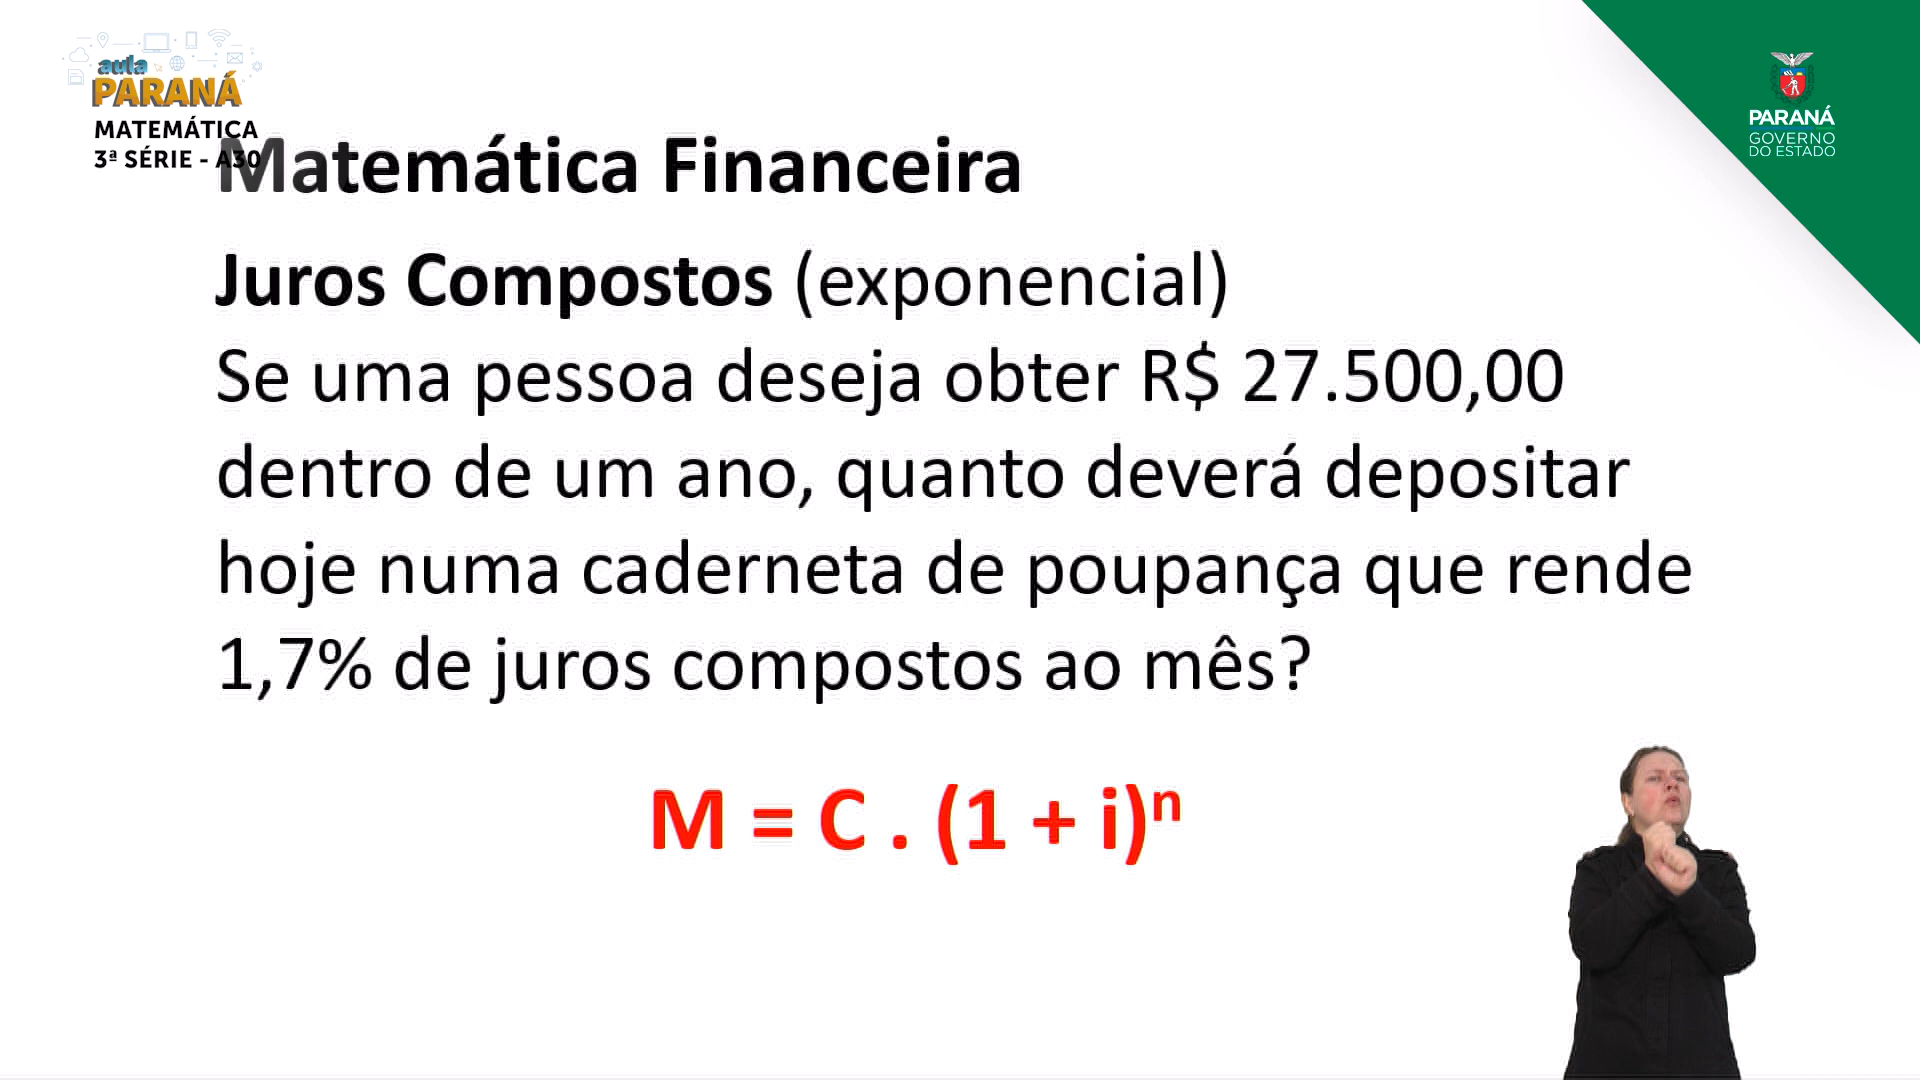 aula
PARANÁ
MATEMÁTICA
3ª SÉRIE - A30
PARANÁ
GOVERNO
DO ESTADO
Matemática Financeira
Juros Compostos (exponencial)
Se uma pessoa deseja obter R$ 27.500,00
dentro de um ano, quanto deverá depositar
hoje numa caderneta de poupança que rende
1,7% de juros compostos ao mês?
M = C . (1 + i)ⁿ